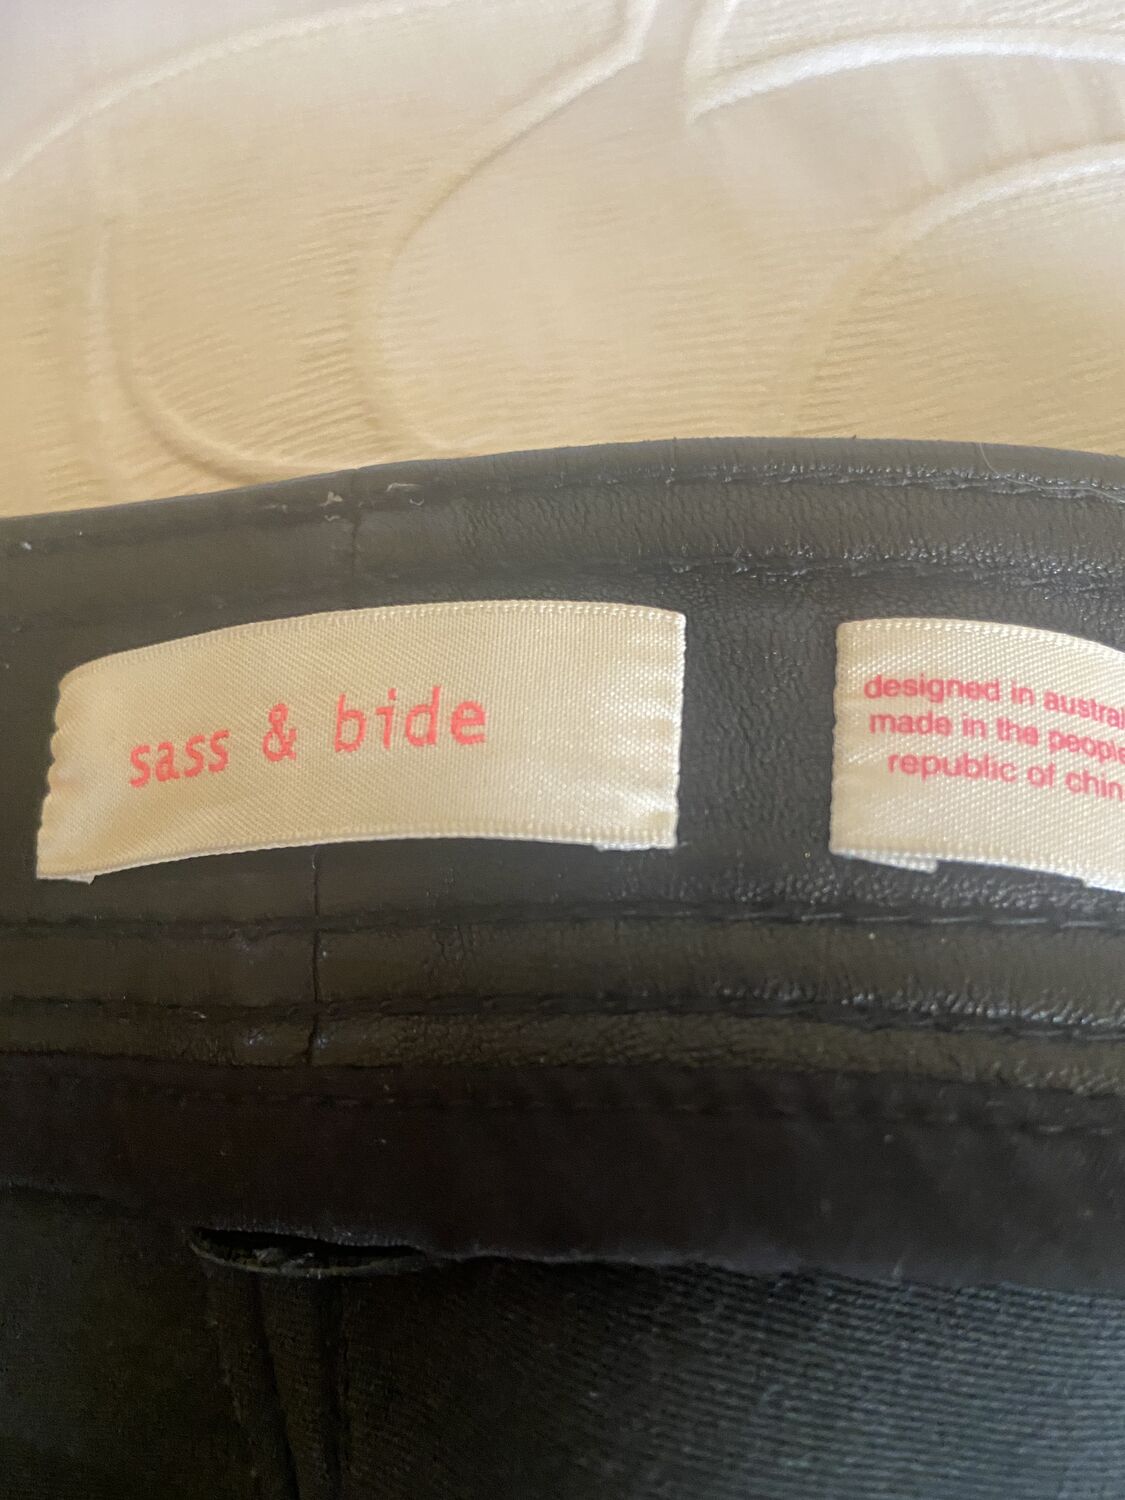 sass & bide
designed in austral
made in the people
republic of chin